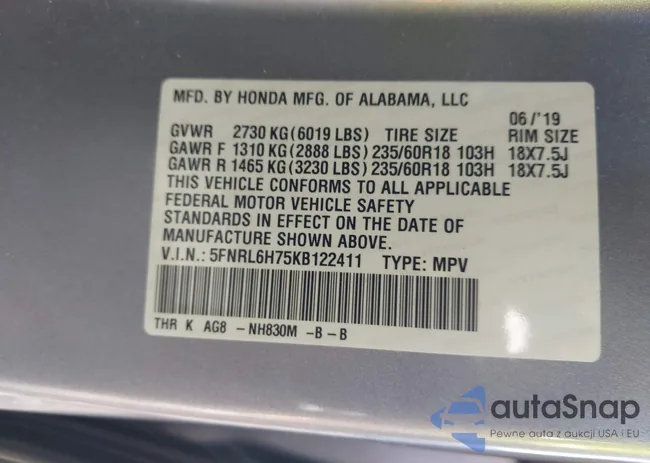 MFD. BY HONDA MFG. OF ALABAMA, LLC
06/'19
GVWR 2730 KG(6019 LBS) TIRE SIZE RIM SIZE
GAWR F 1310 KG(2888 LBS) 235/60R18 103H 18X7.5J
GAWR R 1465 KG(3230 LBS) 235/60R18 103H 18X7.5J
THIS VEHICLE CONFORMS TO ALL APPLICABLE
FEDERAL MOTOR VEHICLE SAFETY
STANDARDS IN EFFECT ON THE DATE OF
MANUFACTURE SHOWN ABOVE.
V.I.N.: 5FNRL6H75KB122411 TYPE: MPV
THR K AG8 -NH830M -B-B
autaSnap
Pewne auta z aukcji USA i EU